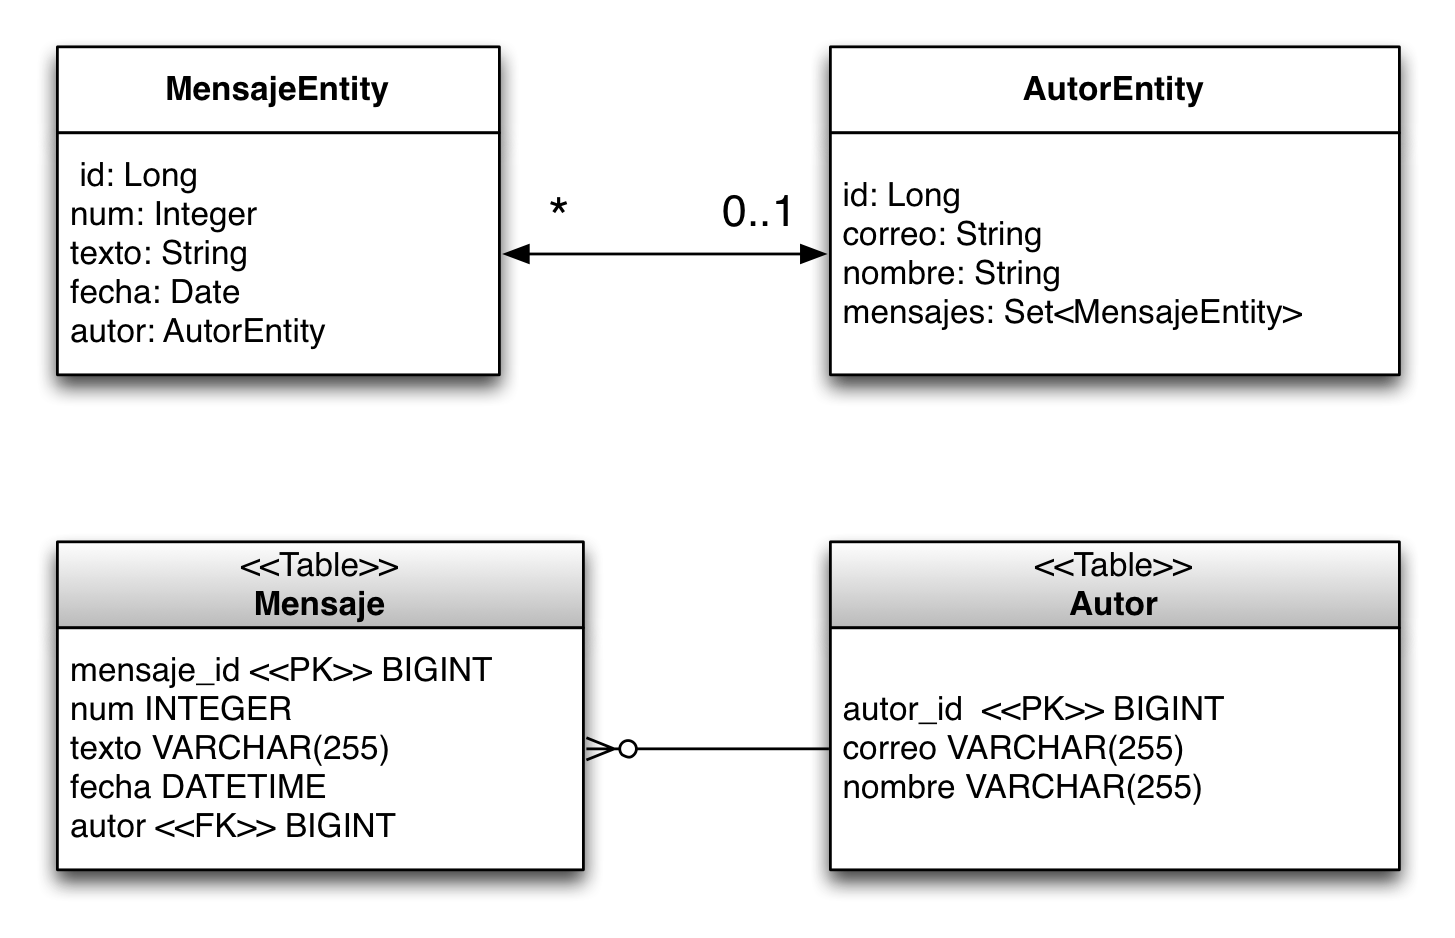 MensajeEntity
id: Long
num: Integer
texto: String
fecha: Date
autor: AutorEntity
* 0..1
AutorEntity
id: Long
correo: String
nombre: String
mensajes: Set<MensajeEntity>
<<Table>>
Mensaje
mensaje_id <<PK>> BIGINT
num INTEGER
texto VARCHAR(255)
fecha DATETIME
autor <<FK>> BIGINT
<<Table>>
Autor
autor_id <<PK>> BIGINT
correo VARCHAR(255)
nombre VARCHAR(255)